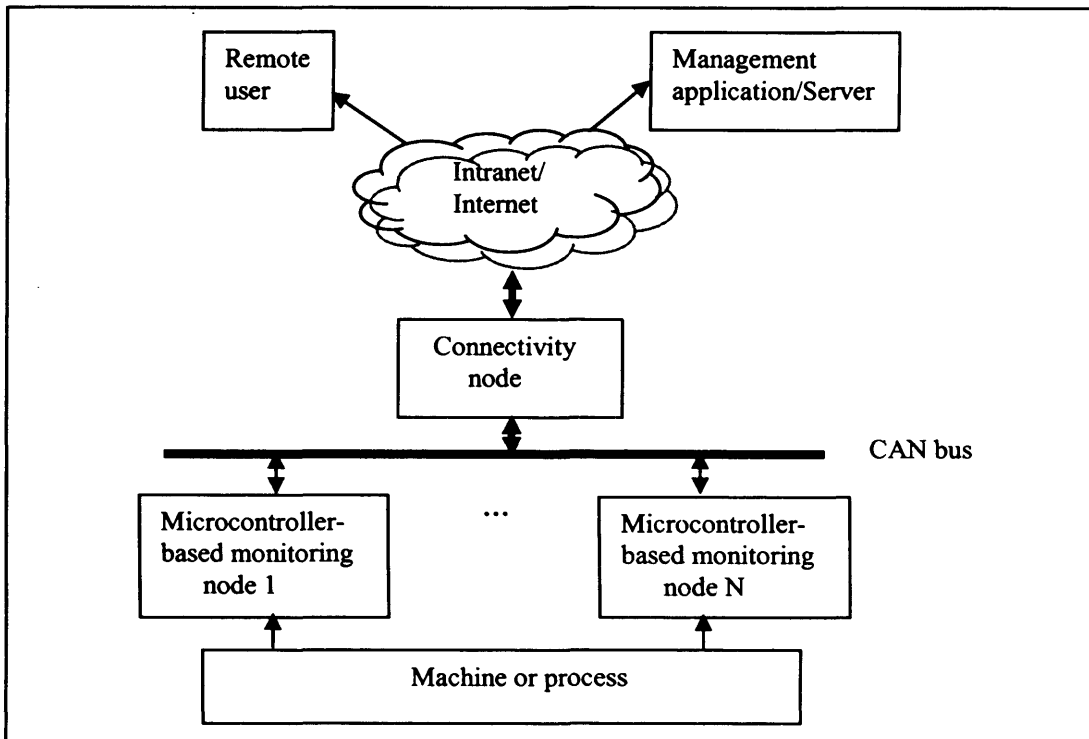 Remote
user
Management
application/Server
Intranet/
Internet
Connectivity
node
CAN bus
Microcontroller-
based monitoring
node 1
...
Microcontroller-
based monitoring
node N
Machine or process